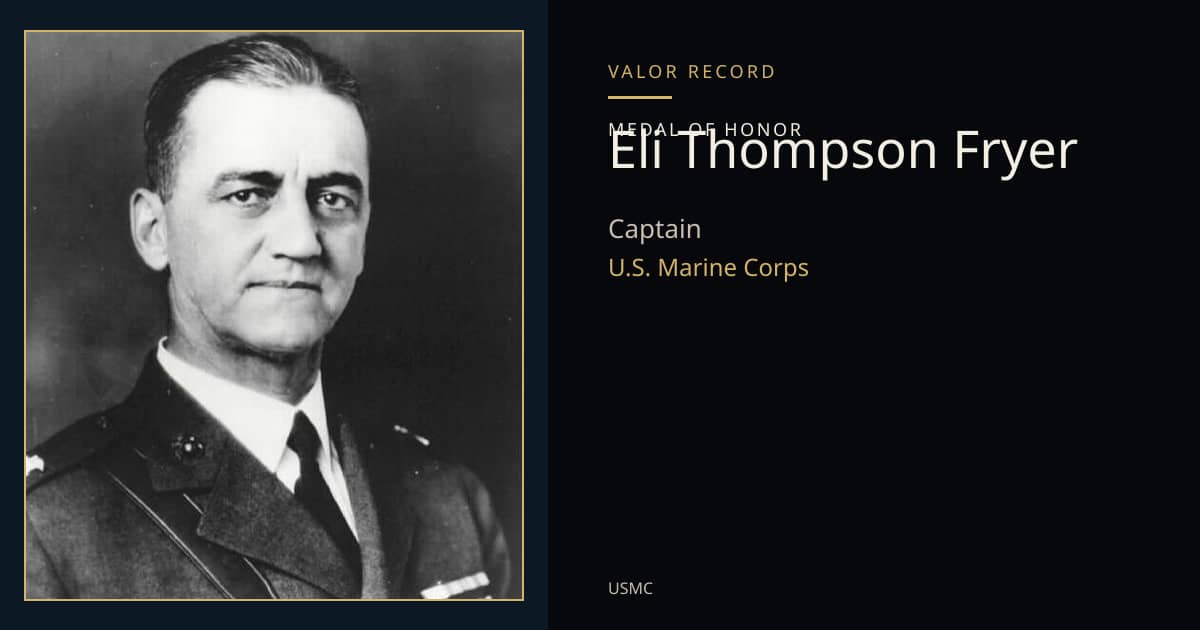 VALOR RECORD
MEDAL OF HONOR
Eli Thompson Fryer
Captain
U.S. Marine Corps
USMC